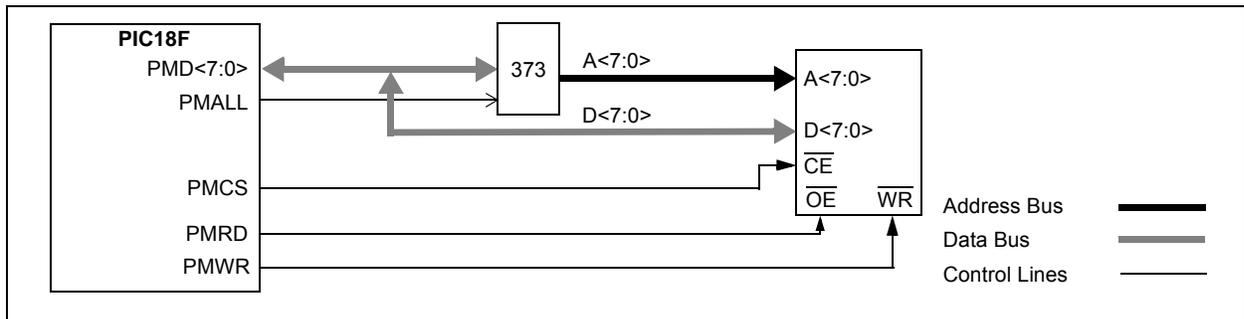 PIC18F
PMD<7:0>
PMALL
PMCS
PMRD
PMWR
373
A<7:0>
D<7:0>
A<7:0>
D<7:0>
CE
OE WR
Address Bus
Data Bus
Control Lines